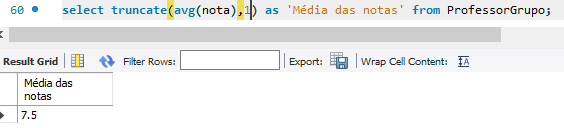 60 select truncate(avg(nota),1) as 'Média das notas' from ProfessorGrupo;
Result Grid Filter Rows: Export: Wrap Cell Content: IA
Média das
notas
7.5